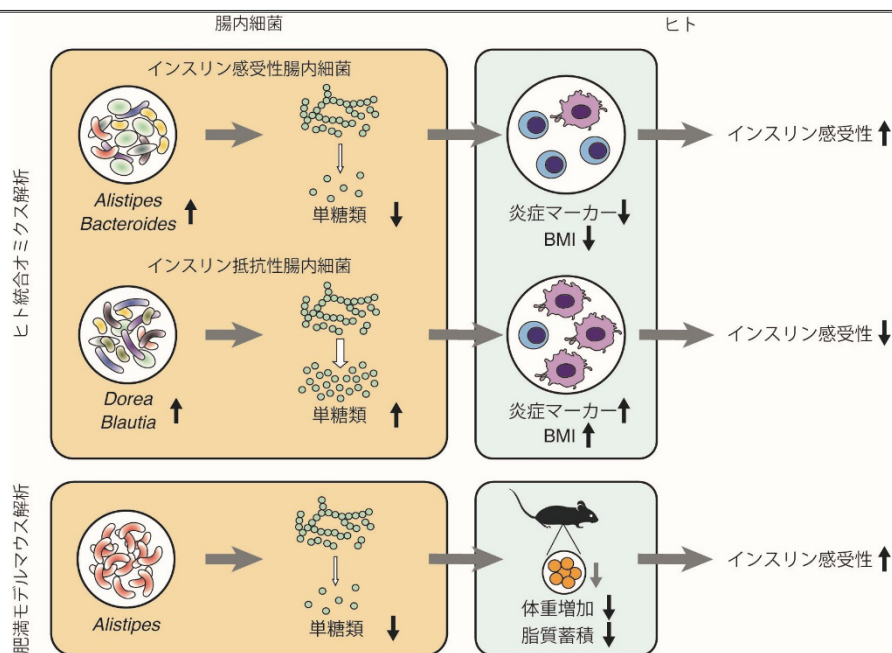 腸内細菌
ヒト
ヒト統合オミクス解析
インスリン感受性腸内細菌
Alistipes
Bacteroides
単糖類
炎症マーカー
BMI
インスリン感受性
インスリン抵抗性腸内細菌
Dorea
Blautia
単糖類
炎症マーカー
BMI
インスリン感受性
肥満モデルマウス解析
Alistipes
単糖類
体重増加
脂質蓄積
インスリン感受性